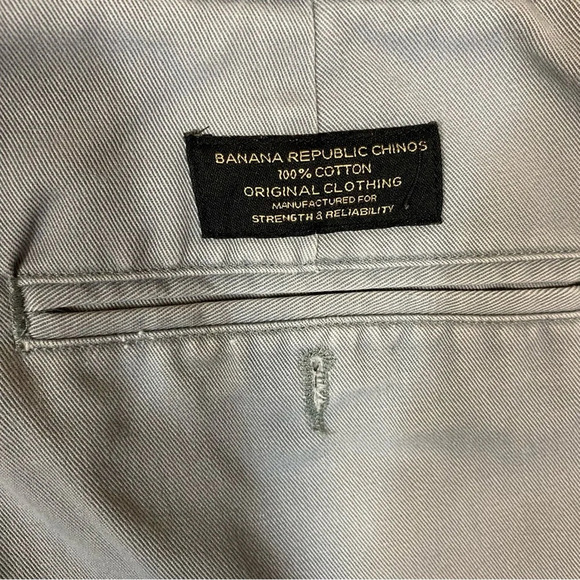 BANANA REPUBLIC CHINOS
100% COTTON
ORIGINAL CLOTHING
MANUFACTURED FOR
STRENGTH & RELIABILITY